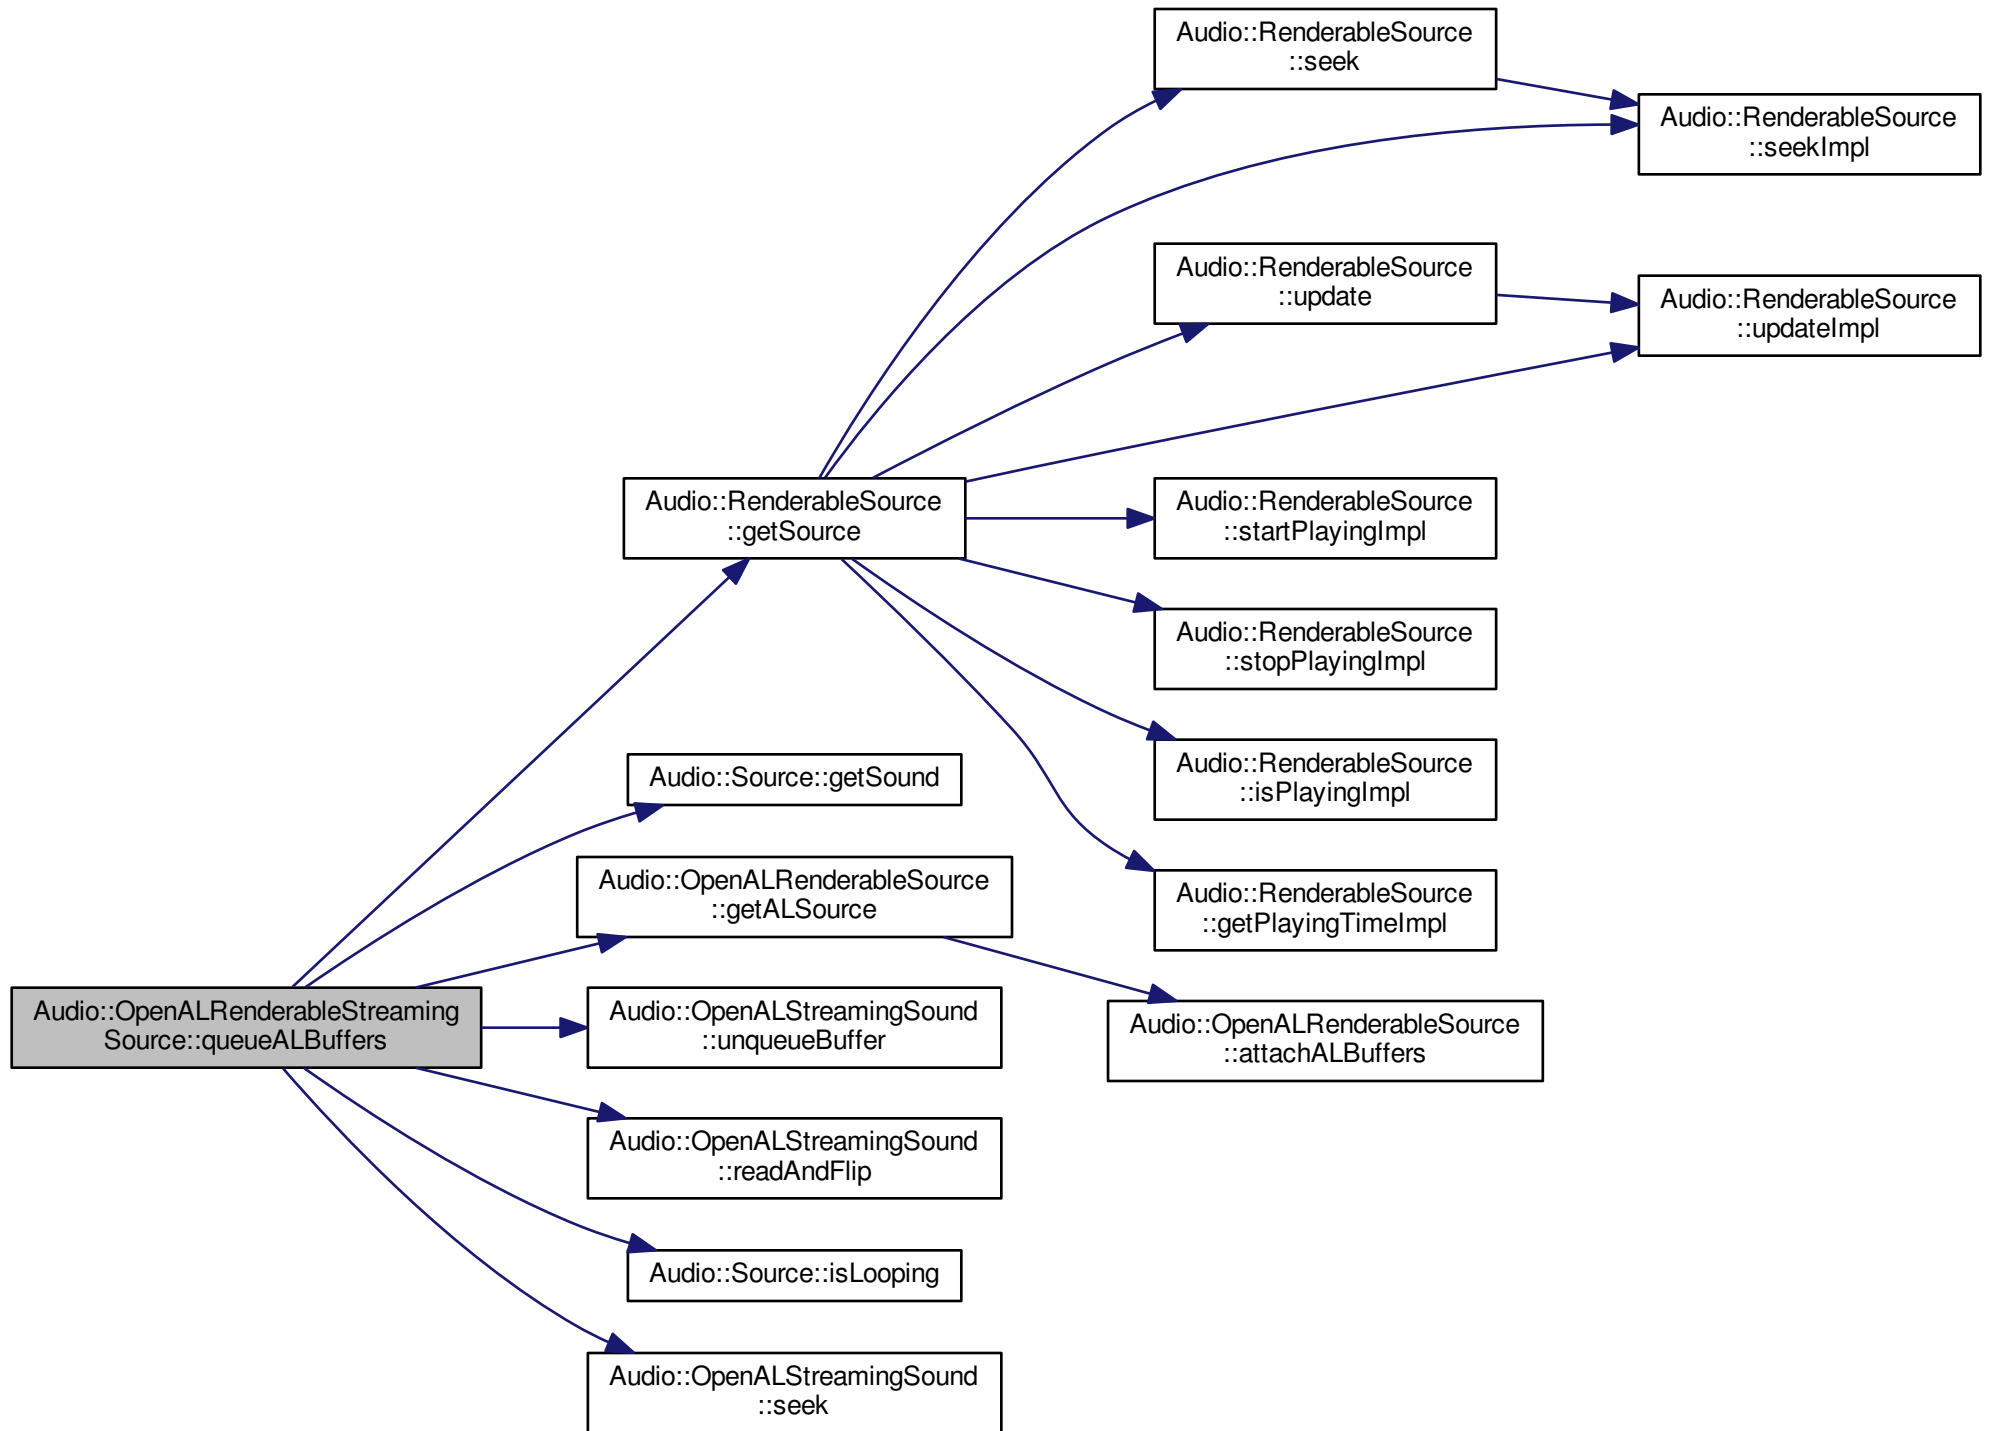 Audio::RenderableSource
::seek
Audio::RenderableSource
::seekImpl
Audio::RenderableSource
::update
Audio::RenderableSource
::updateImpl
Audio::RenderableSource
::getSource
Audio::RenderableSource
::startPlayingImpl
Audio::RenderableSource
::stopPlayingImpl
Audio::RenderableSource
::isPlayingImpl
Audio::Source::getSound
Audio::OpenALRenderableSource
::getALSource
Audio::RenderableSource
::getPlayingTimeImpl
Audio::OpenALRenderableStreaming
Source::queueALBuffers
Audio::OpenALStreamingSound
::unqueueBuffer
Audio::OpenALRenderableSource
::attachALBuffers
Audio::OpenALStreamingSound
::readAndFlip
Audio::Source::isLooping
Audio::OpenALStreamingSound
::seek